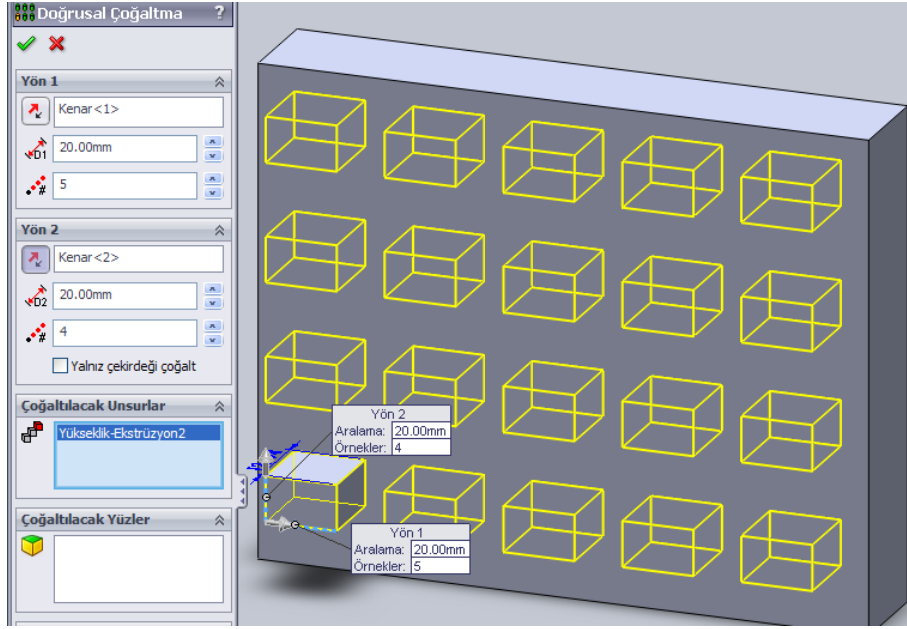 Doğrusal Çoğaltma ?
Yön 1
Kenar<1>
D1 20.00mm
# 5
Yön 2
Kenar<2>
D2 20.00mm
# 4
Yalnız çekirdeği çoğalt
Çoğaltılacak Unsurlar
Yükseklik-Ekstrüzyon2
Çoğaltılacak Yüzler
Yön 2
Aralama: 20.00mm
Örnekler: 4
Yön 1
Aralama: 20.00mm
Örnekler: 5